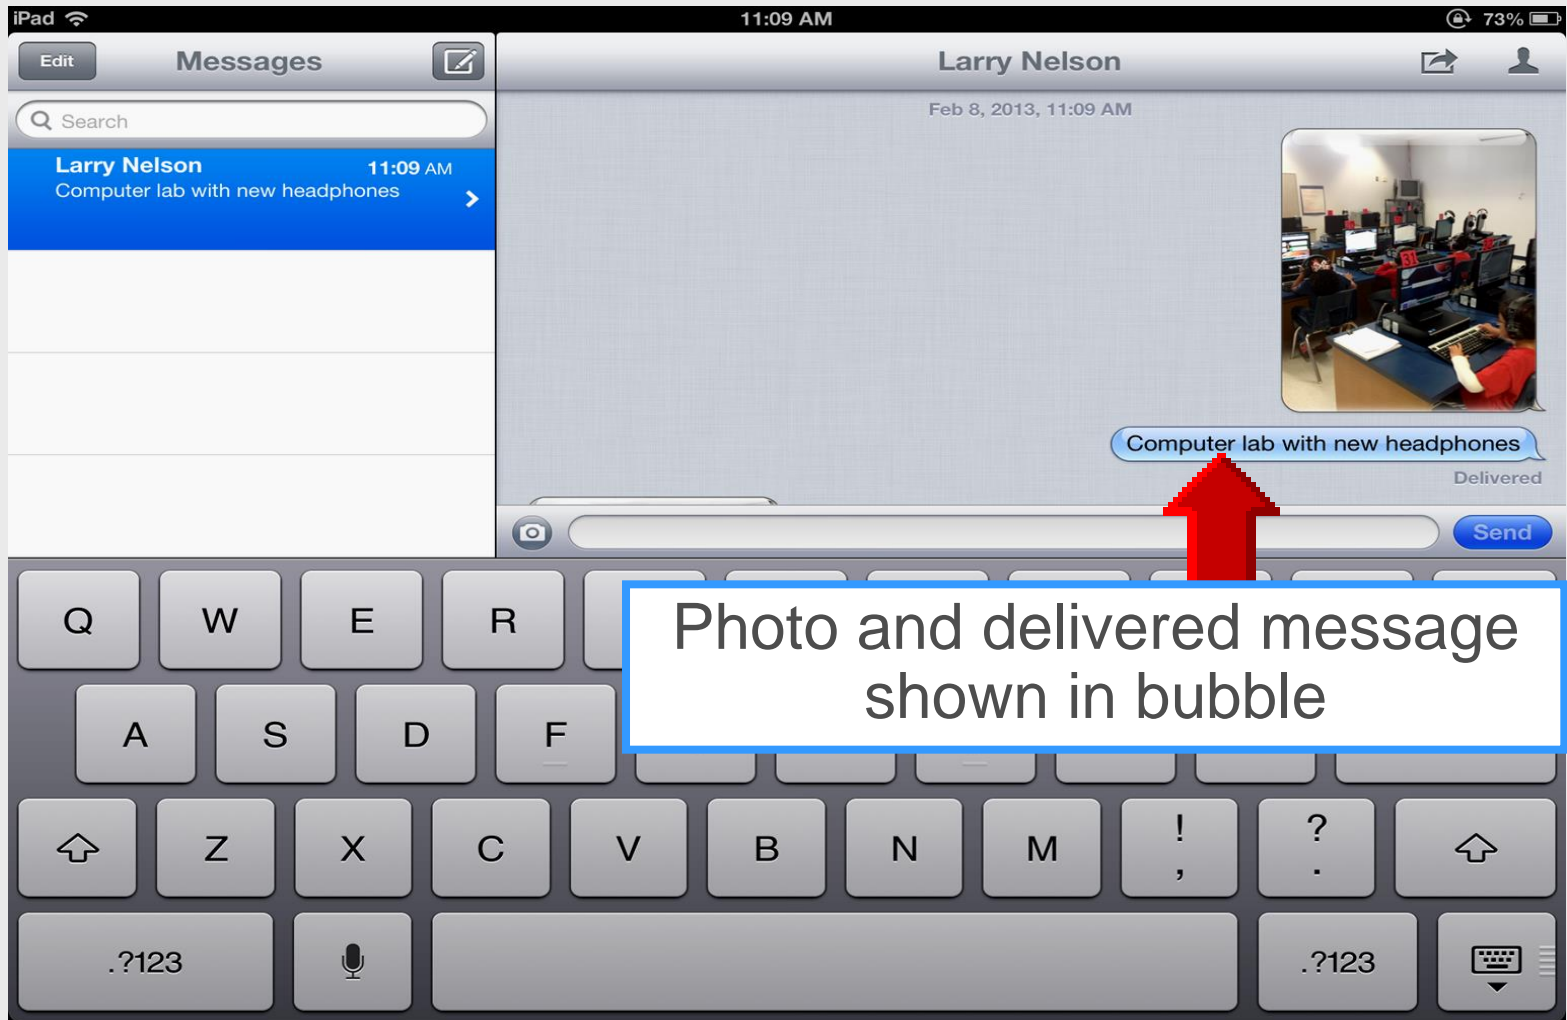 iPad 11:09 AM 73%
Edit Messages
Larry Nelson
Search
Larry Nelson 11:09 AM
Computer lab with new headphones
Feb 8, 2013, 11:09 AM
31
Computer lab with new headphones
Delivered
Send
Photo and delivered message
shown in bubble
Q W E R
A S D F
Z X C V B N M ! , ? .
.?123 .?123